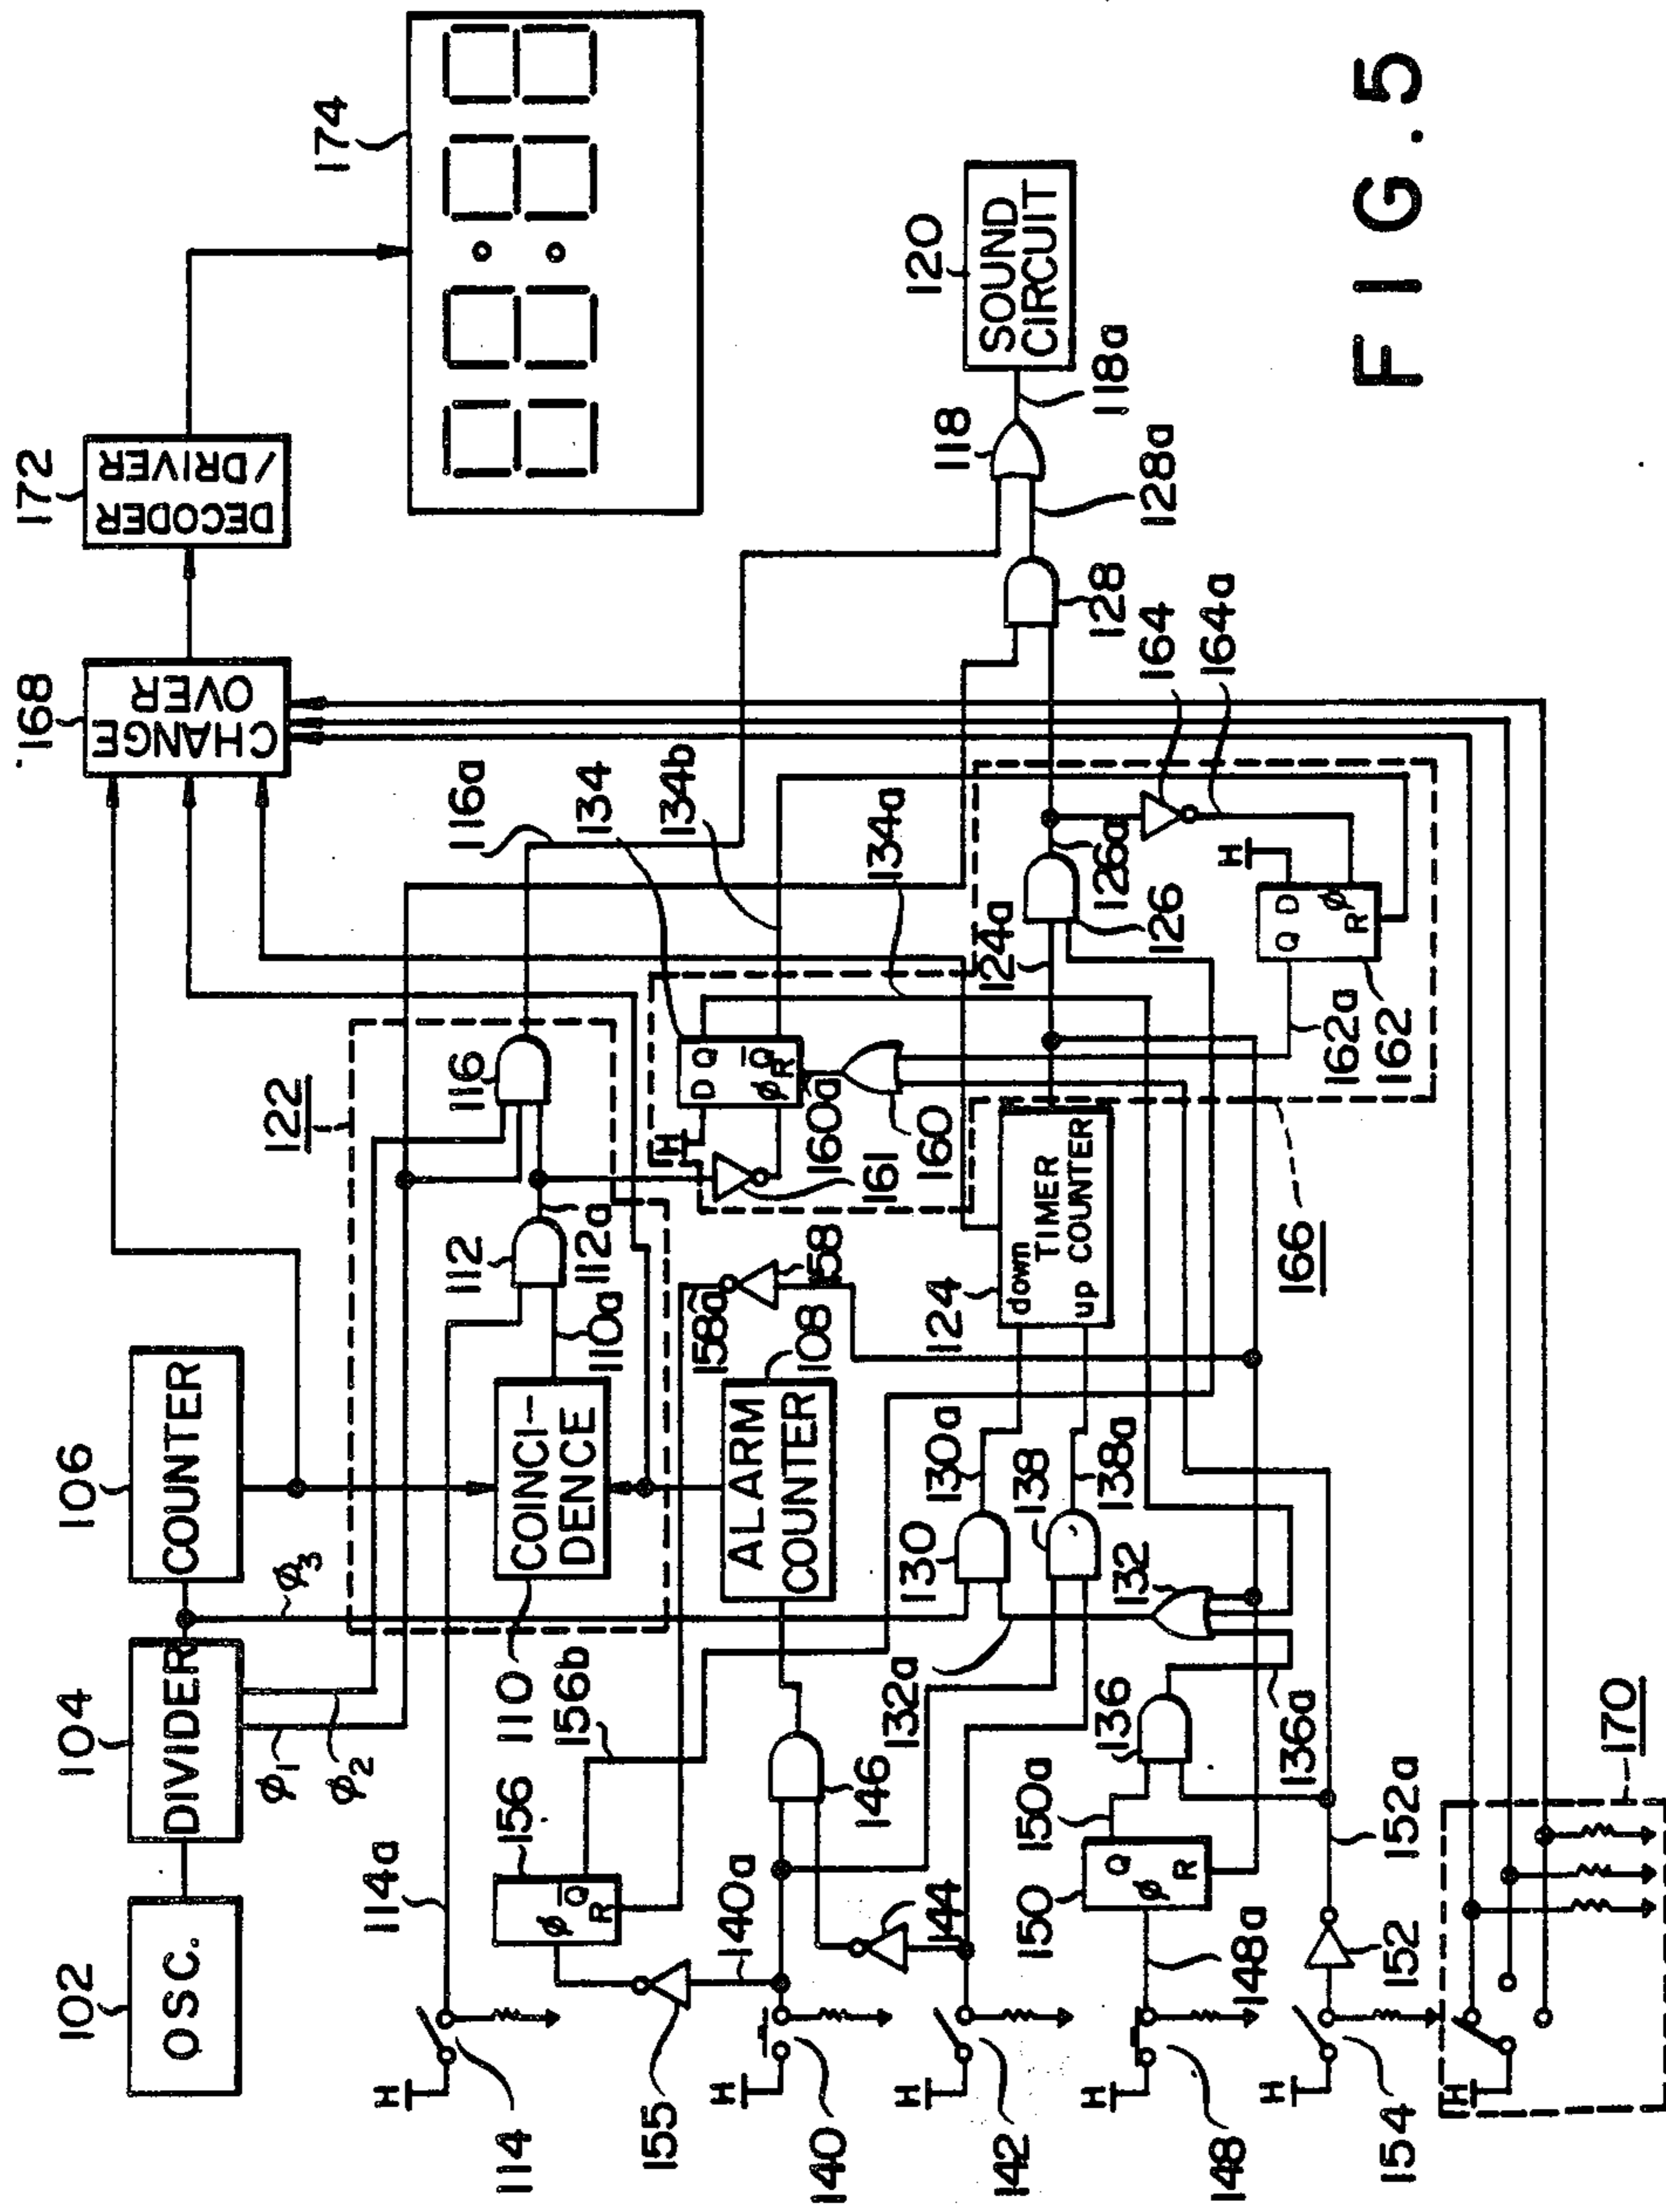 102
OSC.
104
DIVIDER
φ1
φ2
φ3
106
COUNTER
168
CHANGE
OVER
172
DECODER
/DRIVER
174
H
114
114a
122
110
COINCI-
DENCE
110a
112
112a
116
116a
155
156
φ
Q̄
R
156b
H
140
140a
146
144
108
ALARM
COUNTER
158
158a
161
H
134
D Q
φ Q̄
R
134a
134b
160
160a
H
142
130
130a
132
132a
138
138a
124
down
up
TIMER
COUNTER
124a
126
126a
128
128a
118
118a
120
SOUND
CIRCUIT
H
148
148a
150
Q
φ
R
150a
136
136a
H
154
152
152a
162
162a
Q D
φ
R
H
164
164a
166
H
170
FIG.5